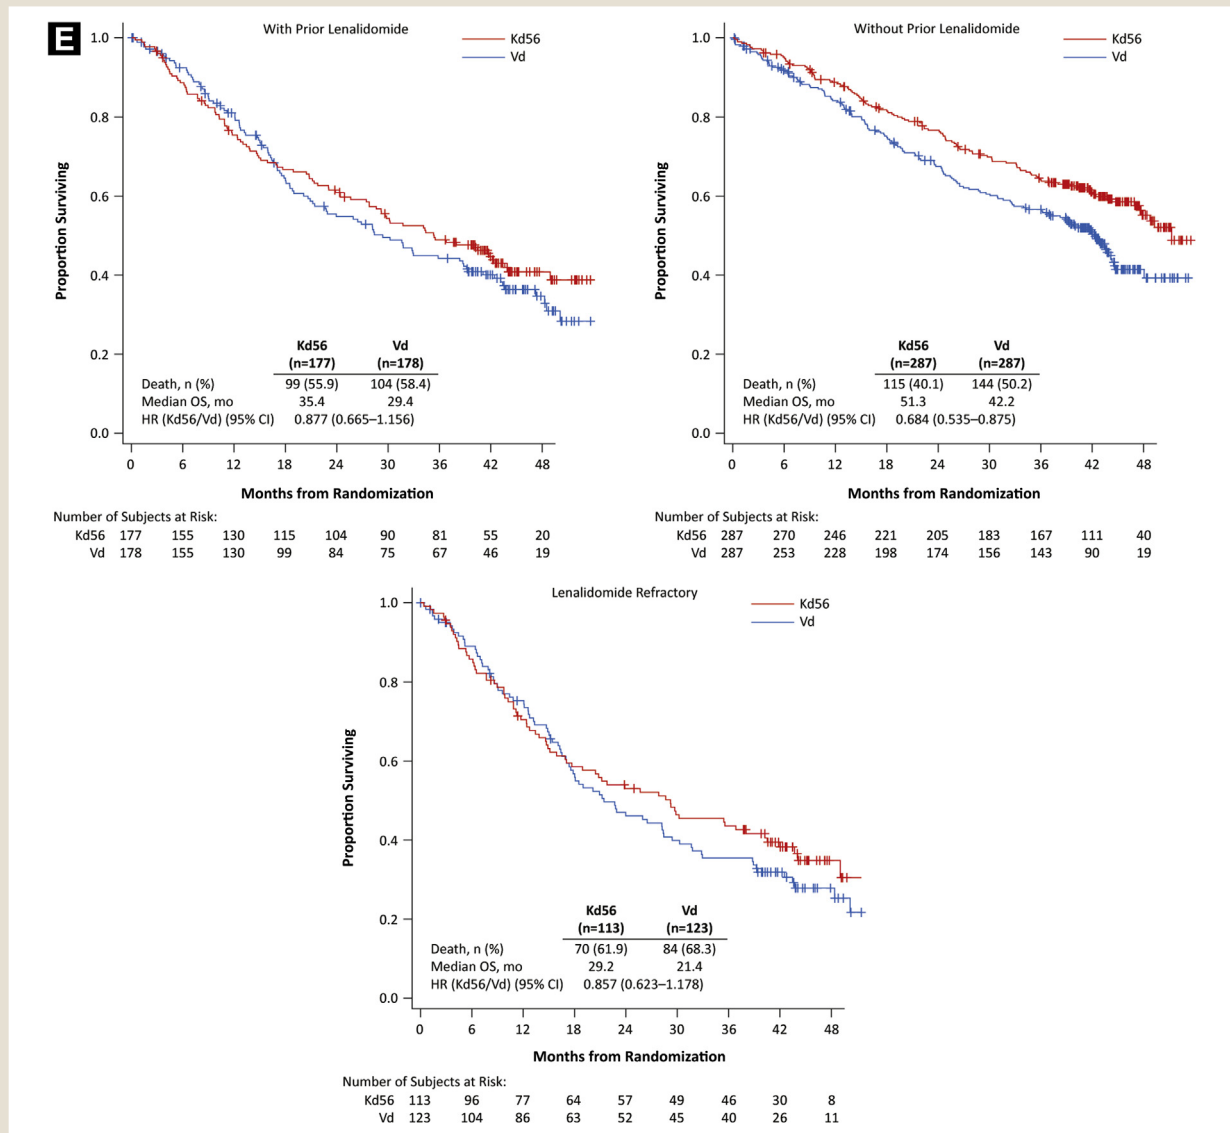 E
With Prior Lenalidomide
Kd56
Vd
1.0
0.8
0.6
0.4
0.2
0.0
Proportion Surviving
Kd56 Vd
(n=177) (n=178)
Death, n (%) 99 (55.9) 104 (58.4)
Median OS, mo 35.4 29.4
HR (Kd56/Vd) (95% CI) 0.877 (0.665–1.156)
0 6 12 18 24 30 36 42 48
Months from Randomization
Number of Subjects at Risk:
Kd56 177 155 130 115 104 90 81 55 20
Vd 178 155 130 99 84 75 67 46 19
Without Prior Lenalidomide
Kd56
Vd
1.0
0.8
0.6
0.4
0.2
0.0
Proportion Surviving
Kd56 Vd
(n=287) (n=287)
Death, n (%) 115 (40.1) 144 (50.2)
Median OS, mo 51.3 42.2
HR (Kd56/Vd) (95% CI) 0.684 (0.535–0.875)
0 6 12 18 24 30 36 42 48
Months from Randomization
Number of Subjects at Risk:
Kd56 287 270 246 221 205 183 167 111 40
Vd 287 253 228 198 174 156 143 90 19
Lenalidomide Refractory
Kd56
Vd
1.0
0.8
0.6
0.4
0.2
0.0
Proportion Surviving
Kd56 Vd
(n=113) (n=123)
Death, n (%) 70 (61.9) 84 (68.3)
Median OS, mo 29.2 21.4
HR (Kd56/Vd) (95% CI) 0.857 (0.623–1.178)
0 6 12 18 24 30 36 42 48
Months from Randomization
Number of Subjects at Risk:
Kd56 113 96 77 64 57 49 46 30 8
Vd 123 104 86 63 52 45 40 26 11